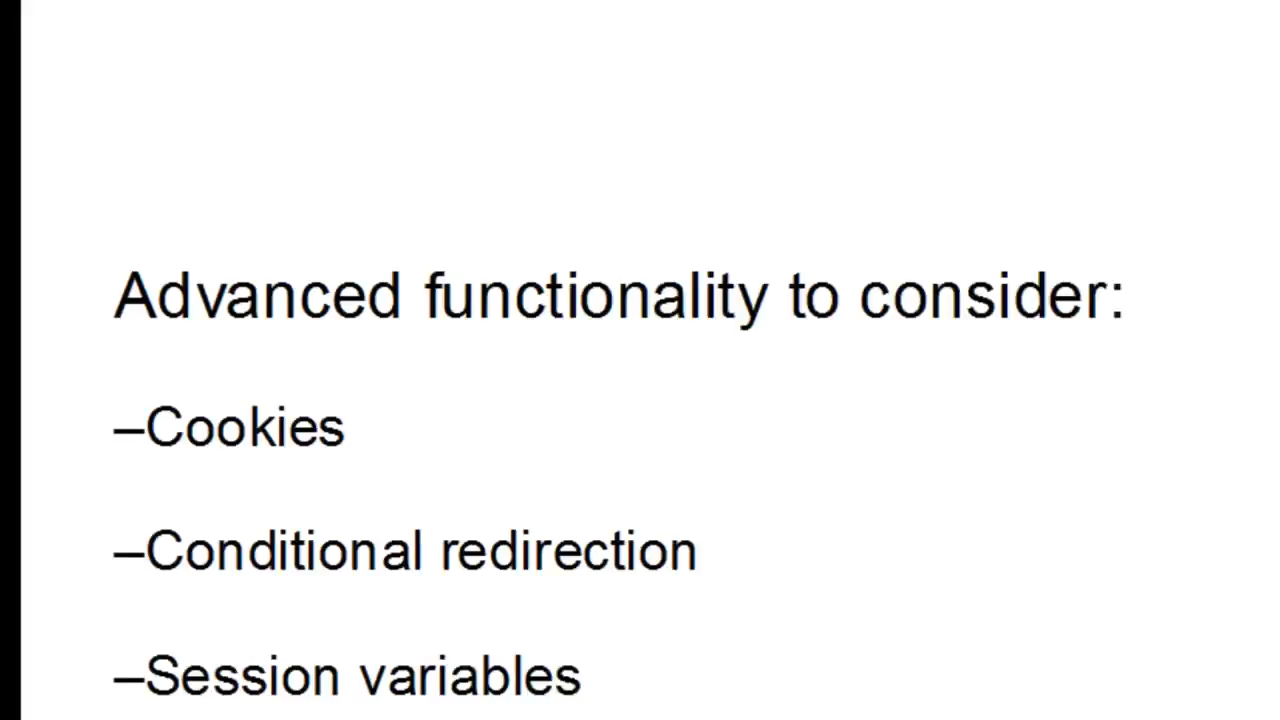 Advanced functionality to consider:
–Cookies
–Conditional redirection
–Session variables